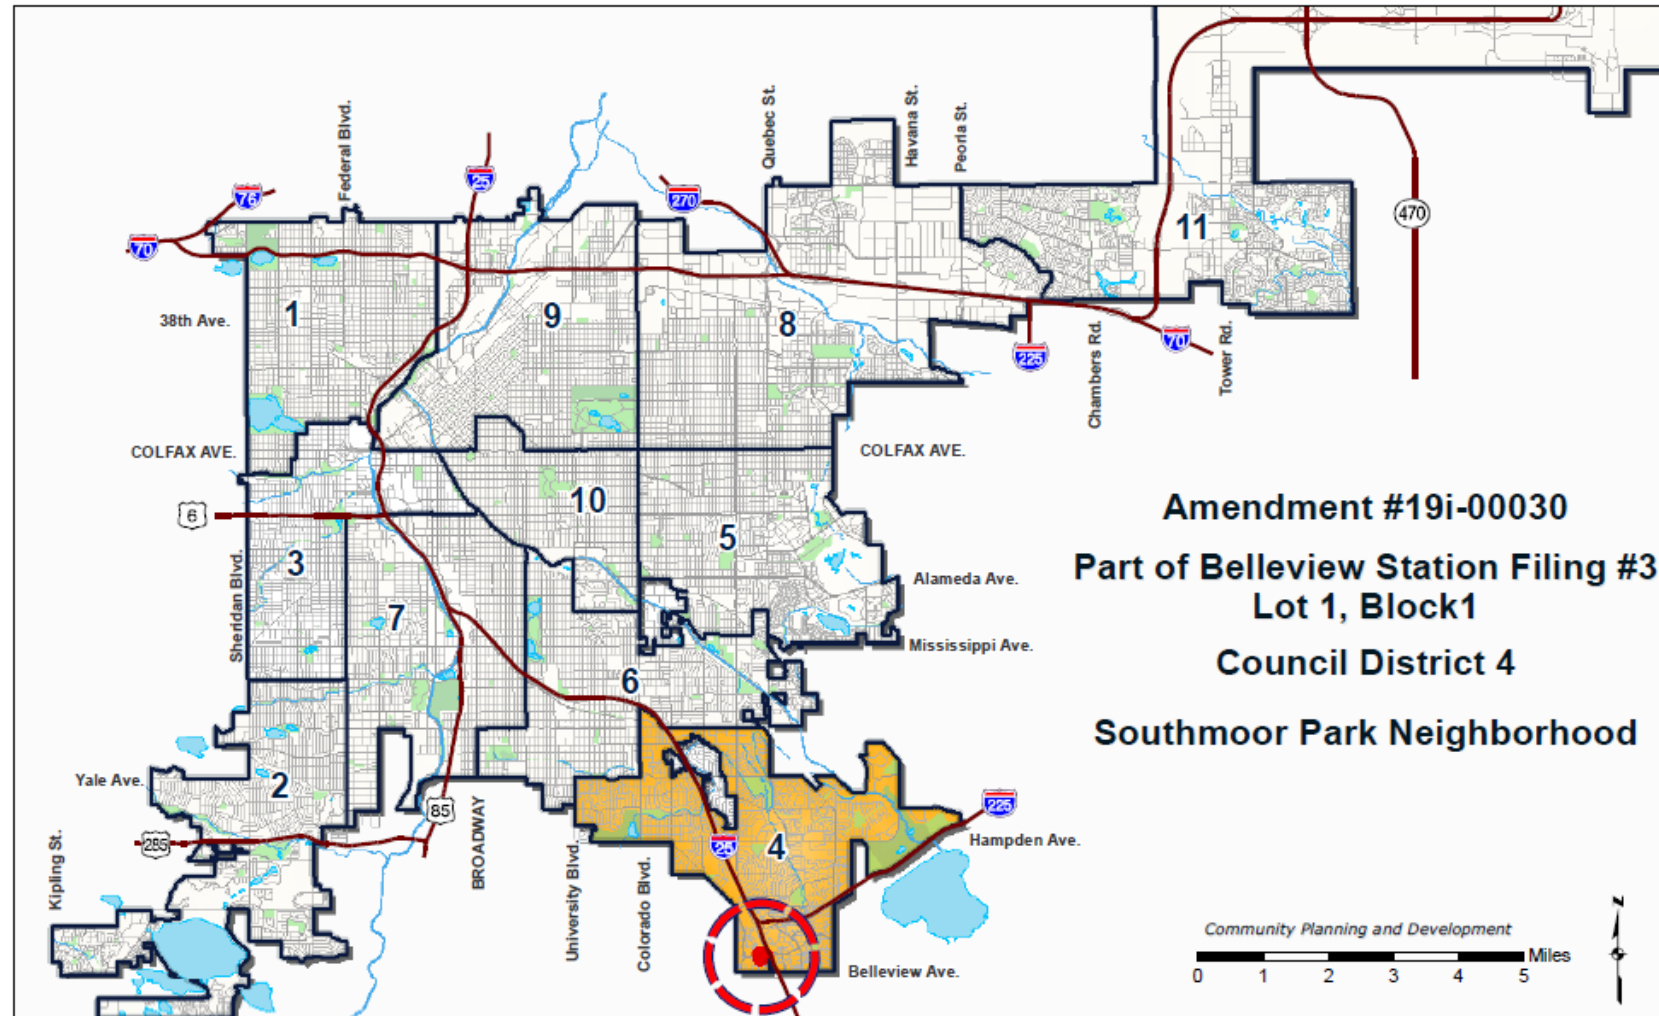 Federal Blvd.
Quebec St.
Havana St.
Peoria St.
25
76
270
70
470
11
1
9
8
38th Ave.
225
70
Chambers Rd.
Tower Rd.
COLFAX AVE.
COLFAX AVE.
6
10
5
3
Sheridan Blvd.
7
Alameda Ave.
Mississippi Ave.
6
Amendment #19i-00030
Part of Belleview Station Filing #3
Lot 1, Block1
Council District 4
Southmoor Park Neighborhood
Yale Ave.
2
85
285
Kipling St.
BROADWAY
University Blvd.
Colorado Blvd.
25
4
225
Hampden Ave.
Belleview Ave.
Community Planning and Development
Miles
0 1 2 3 4 5
N